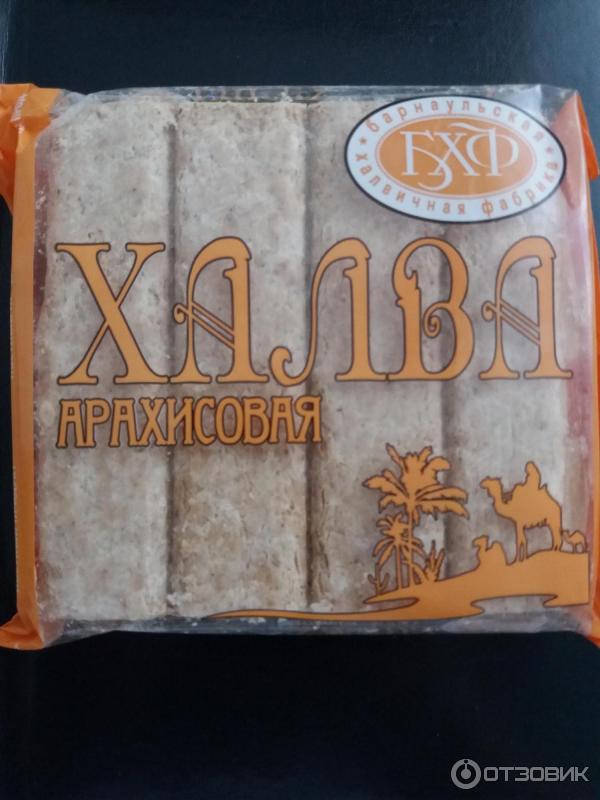 барнаульская
БХФ
халвичная фабрика
ХАЛВА
АРАХИСОВАЯ
ОТЗОВИК